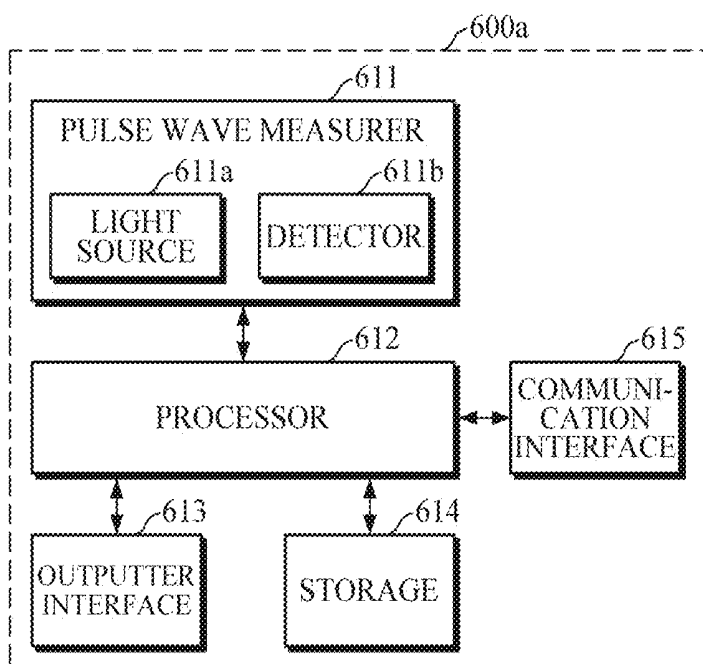 600a
611
PULSE WAVE MEASURER
611a
611b
LIGHT
SOURCE
DETECTOR
612
615
PROCESSOR
COMMUNI-
CATION
INTERFACE
613
614
OUTPUTTER
INTERFACE
STORAGE